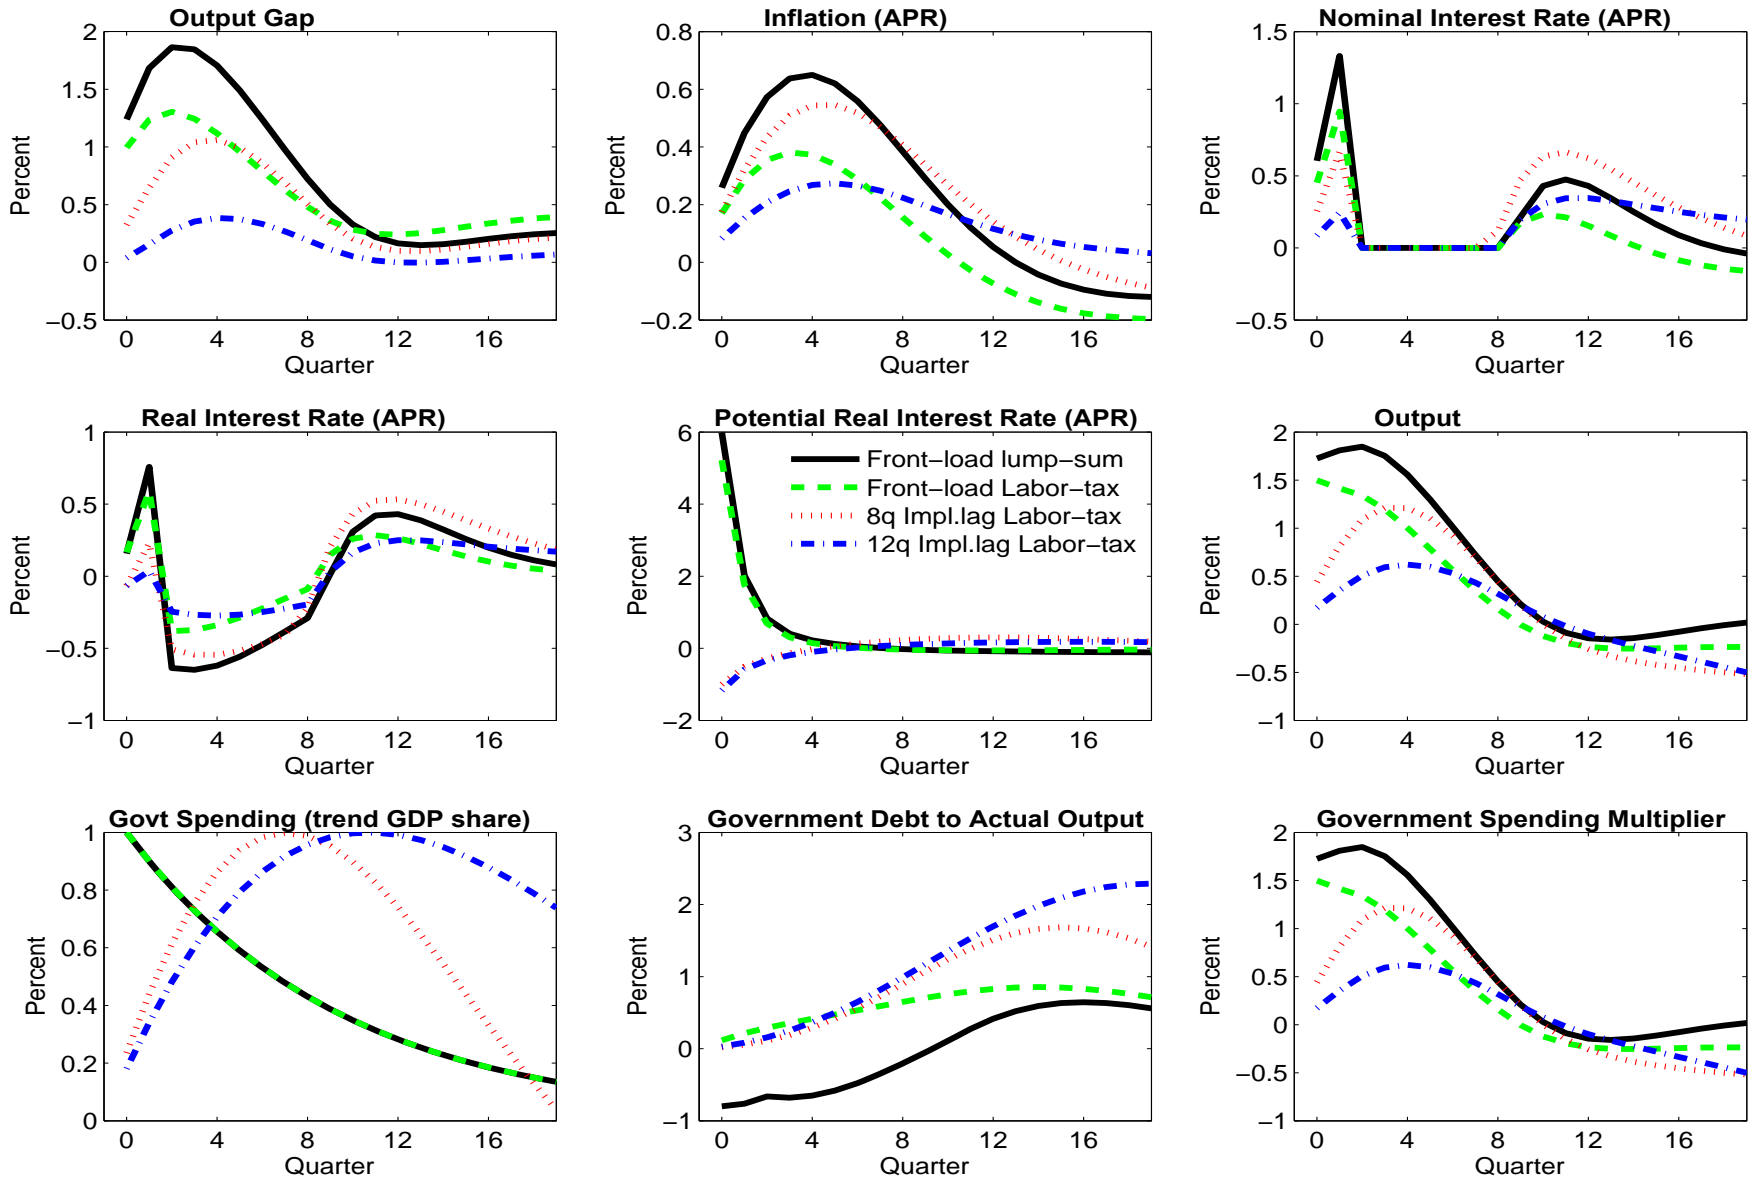 Output Gap
2
1.5
1
0.5
0
−0.5
Percent
0 4 8 12 16
Quarter
Inflation (APR)
0.8
0.6
0.4
0.2
0
−0.2
Percent
0 4 8 12 16
Quarter
Nominal Interest Rate (APR)
1.5
1
0.5
0
−0.5
Percent
0 4 8 12 16
Quarter
Real Interest Rate (APR)
1
0.5
0
−0.5
−1
Percent
0 4 8 12 16
Quarter
Potential Real Interest Rate (APR)
6
4
2
0
−2
Percent
Front−load lump−sum
Front−load Labor−tax
8q Impl.lag Labor−tax
12q Impl.lag Labor−tax
0 4 8 12 16
Quarter
Output
2
1.5
1
0.5
0
−0.5
−1
Percent
0 4 8 12 16
Quarter
Govt Spending (trend GDP share)
1
0.8
0.6
0.4
0.2
0
Percent
0 4 8 12 16
Quarter
Government Debt to Actual Output
3
2
1
0
−1
Percent
0 4 8 12 16
Quarter
Government Spending Multiplier
2
1.5
1
0.5
0
−0.5
−1
Percent
0 4 8 12 16
Quarter